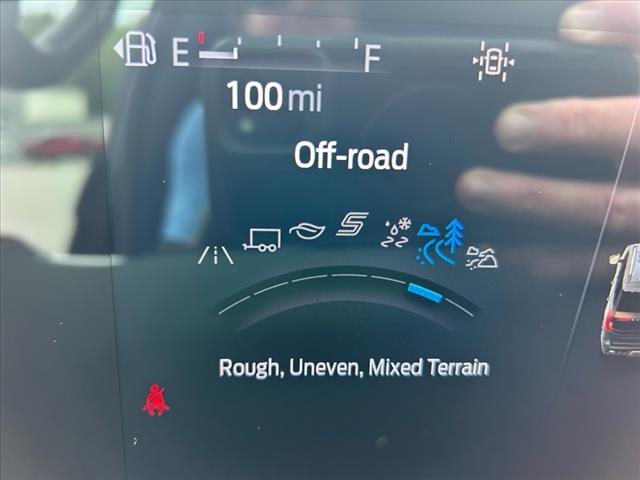 E F
100 mi
Off-road
Rough, Uneven, Mixed Terrain